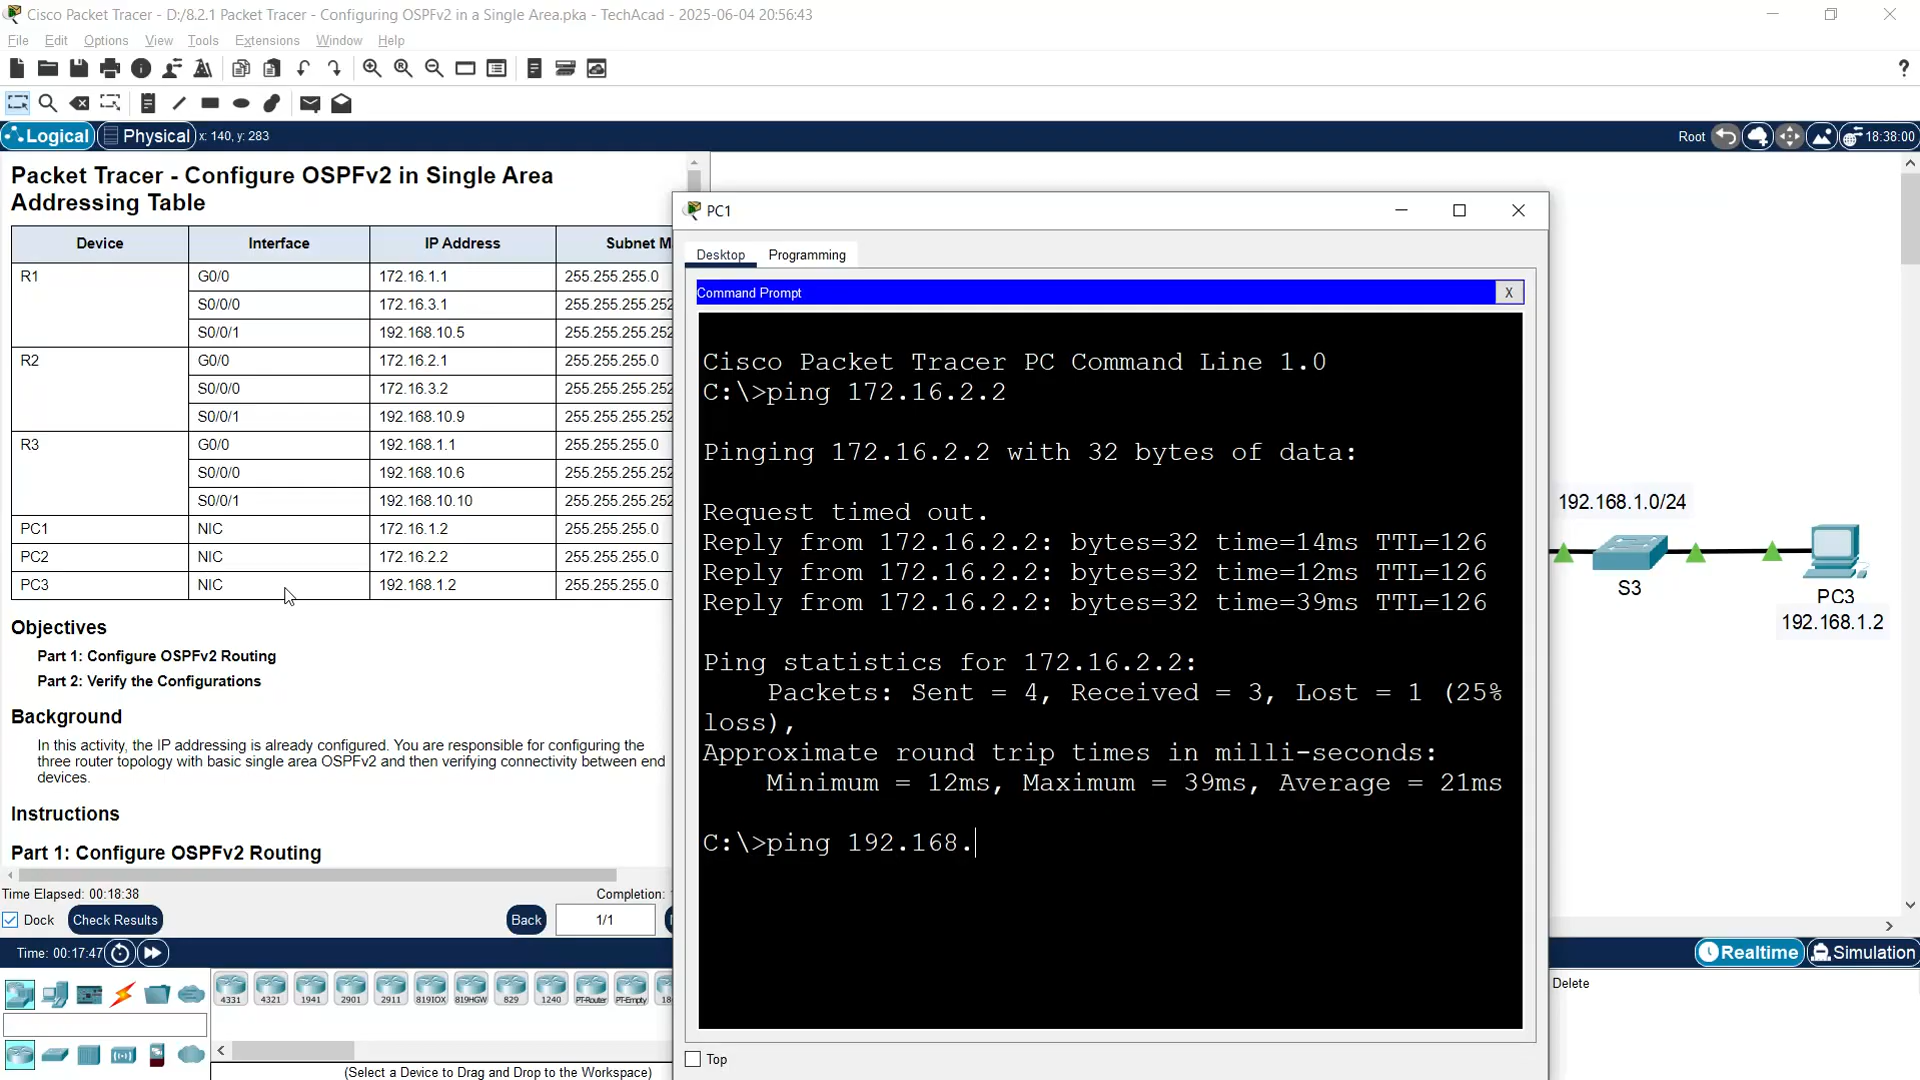 Cisco Packet Tracer - D:/8.2.1 Packet Tracer - Configuring OSPFv2 in a Single Area.pka - TechAcad - 2025-06-04 20:56:43
File Edit Options View Tools Extensions Window Help
?
Logical Physical x: 140, y: 283 Root 18:38:00
Packet Tracer - Configure OSPFv2 in Single Area
Addressing Table
Device Interface IP Address Subnet M
R1 G0/0 172.16.1.1 255.255.255.0
S0/0/0 172.16.3.1 255.255.255.252
S0/0/1 192.168.10.5 255.255.255.252
R2 G0/0 172.16.2.1 255.255.255.0
S0/0/0 172.16.3.2 255.255.255.252
S0/0/1 192.168.10.9 255.255.255.252
R3 G0/0 192.168.1.1 255.255.255.0
S0/0/0 192.168.10.6 255.255.255.252
S0/0/1 192.168.10.10 255.255.255.252
PC1 NIC 172.16.1.2 255.255.255.0
PC2 NIC 172.16.2.2 255.255.255.0
PC3 NIC 192.168.1.2 255.255.255.0
Objectives
Part 1: Configure OSPFv2 Routing
Part 2: Verify the Configurations
Background
In this activity, the IP addressing is already configured. You are responsible for configuring the
three router topology with basic single area OSPFv2 and then verifying connectivity between end
devices.
Instructions
Part 1: Configure OSPFv2 Routing
Time Elapsed: 00:18:38 Completion:
Dock Check Results Back 1/1
PC1
Desktop Programming
Command Prompt X
Cisco Packet Tracer PC Command Line 1.0
C:\>ping 172.16.2.2
Pinging 172.16.2.2 with 32 bytes of data:
Request timed out.
Reply from 172.16.2.2: bytes=32 time=14ms TTL=126
Reply from 172.16.2.2: bytes=32 time=12ms TTL=126
Reply from 172.16.2.2: bytes=32 time=39ms TTL=126
Ping statistics for 172.16.2.2:
Packets: Sent = 4, Received = 3, Lost = 1 (25%
loss),
Approximate round trip times in milli-seconds:
Minimum = 12ms, Maximum = 39ms, Average = 21ms
C:\>ping 192.168.
Top
192.168.1.0/24
S3
PC3
192.168.1.2
Time: 00:17:47 Realtime Simulation
4331 4321 1941 2901 2911 819IOX 819HGW 829 1240 PT-Router PT-Empty 18
Delete
(Select a Device to Drag and Drop to the Workspace)